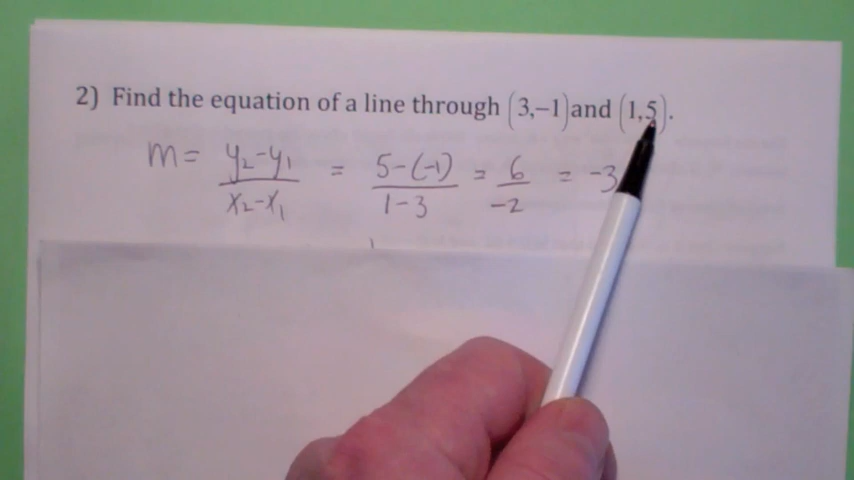 2) Find the equation of a line through (3,−1) and (1,5).
m = y₂-y₁ / x₂-x₁ = 5-(-1) / 1-3 = 6 / -2 = -3